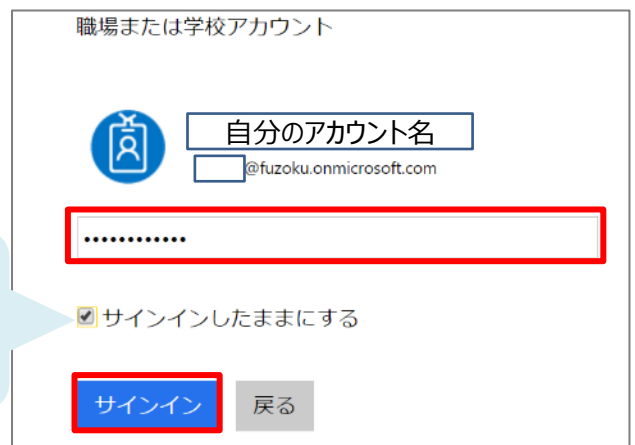 職場または学校アカウント
自分のアカウント名
@fuzoku.onmicrosoft.com
••••••••••••
サインインしたままにする
サインイン
戻る